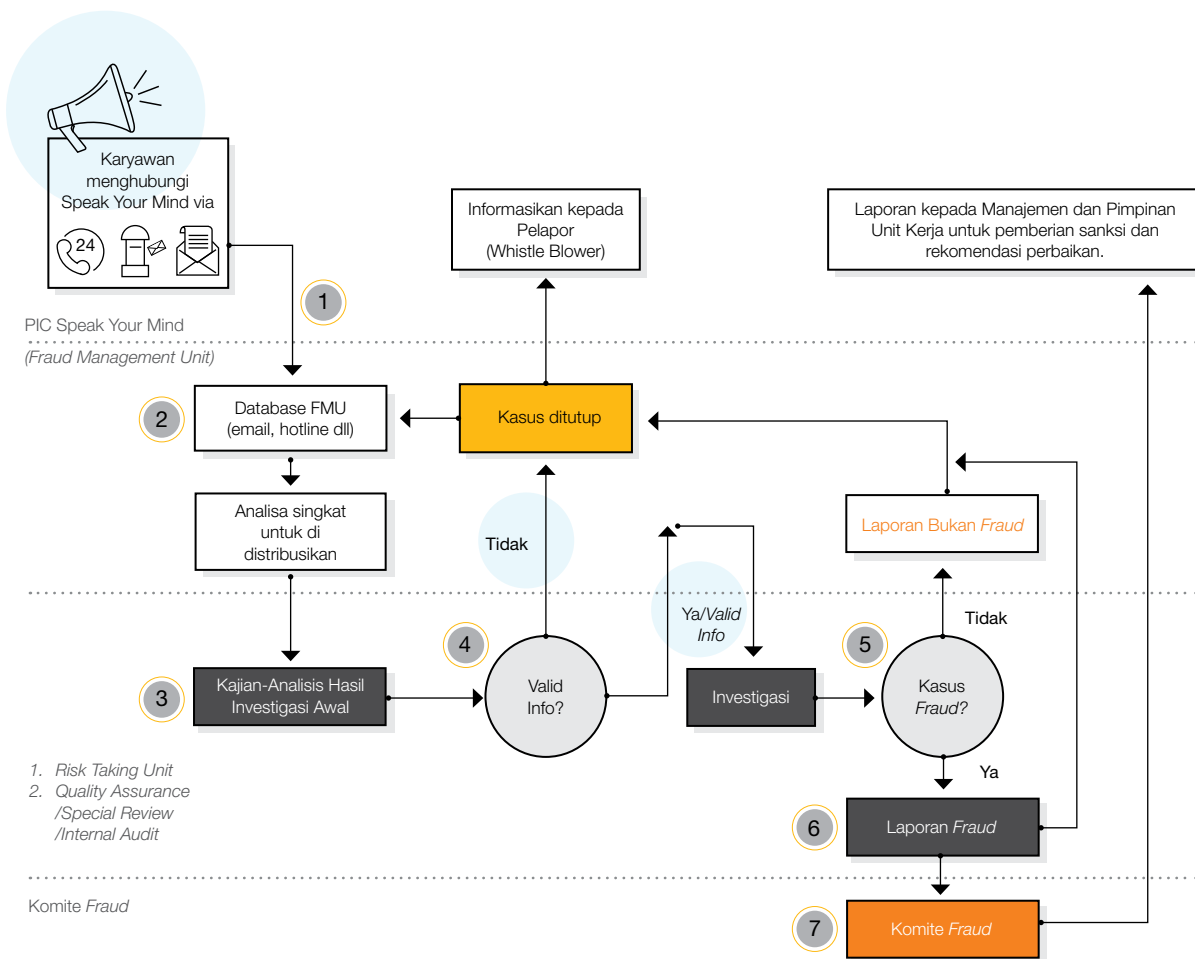 Karyawan
menghubungi
Speak Your Mind via
24
1
PIC Speak Your Mind
(Fraud Management Unit)
Informasikan kepada
Pelapor
(Whistle Blower)
Laporan kepada Manajemen dan Pimpinan
Unit Kerja untuk pemberian sanksi dan
rekomendasi perbaikan.
2
Database FMU
(email, hotline dll)
Kasus ditutup
Analisa singkat
untuk di
distribusikan
Tidak
Laporan Bukan Fraud
Ya/Valid
Info
Tidak
3
Kajian-Analisis Hasil
Investigasi Awal
4
Valid
Info?
Investigasi
5
Kasus
Fraud?
Ya
1. Risk Taking Unit
2. Quality Assurance
/Special Review
/Internal Audit
6
Laporan Fraud
Komite Fraud
7
Komite Fraud